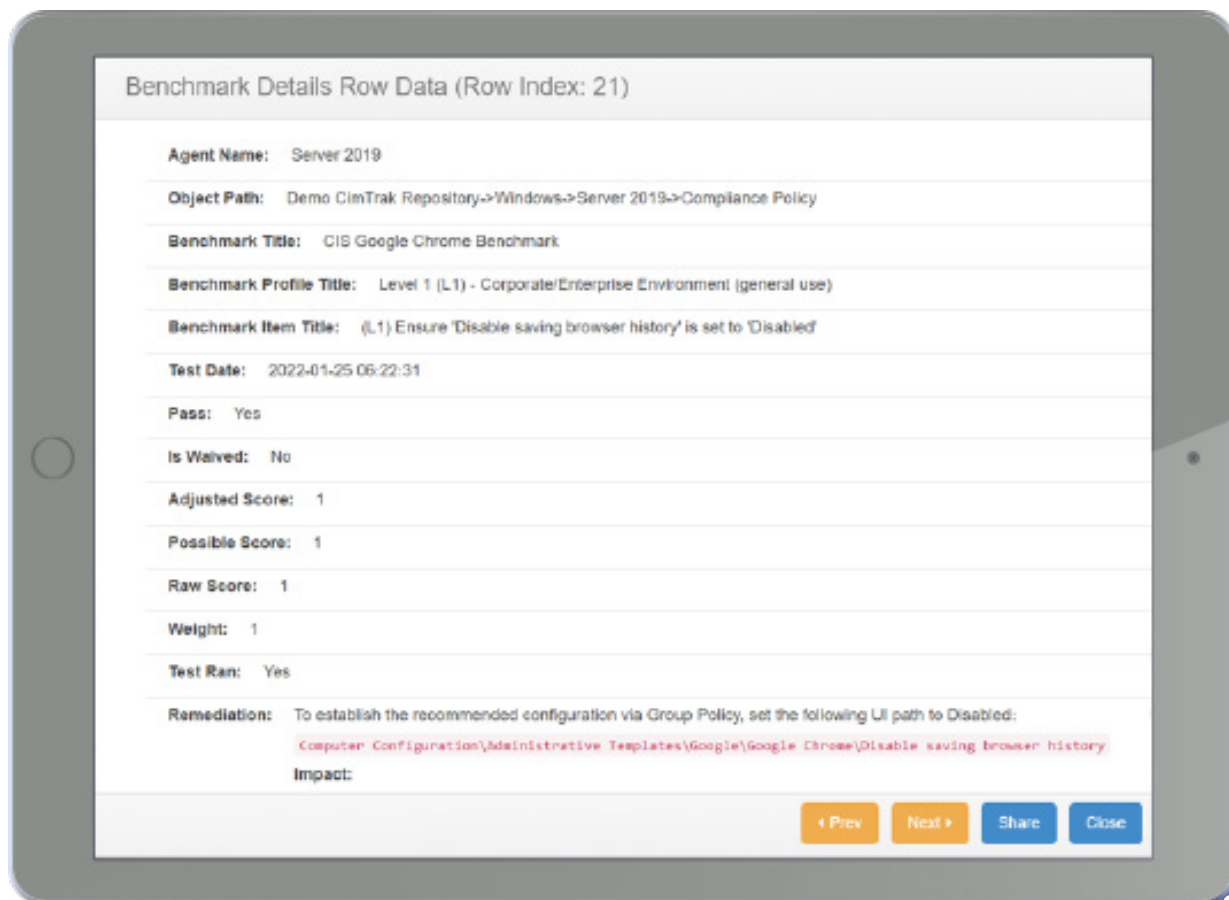 Benchmark Details Row Data (Row Index: 21)
Agent Name: Server 2019
Object Path: Demo CimTrak Repository->Windows->Server 2019->Compliance Policy
Benchmark Title: CIS Google Chrome Benchmark
Benchmark Profile Title: Level 1 (L1) - Corporate/Enterprise Environment (general use)
Benchmark Item Title: (L1) Ensure 'Disable saving browser history' is set to 'Disabled'
Test Date: 2022-01-25 06:22:31
Pass: Yes
Is Waived: No
Adjusted Score: 1
Possible Score: 1
Raw Score: 1
Weight: 1
Test Ran: Yes
Remediation: To establish the recommended configuration via Group Policy, set the following UI path to Disabled:
Computer Configuration\Administrative Templates\Google\Google Chrome\Disable saving browser history
Impact:
Prev Next Share Close